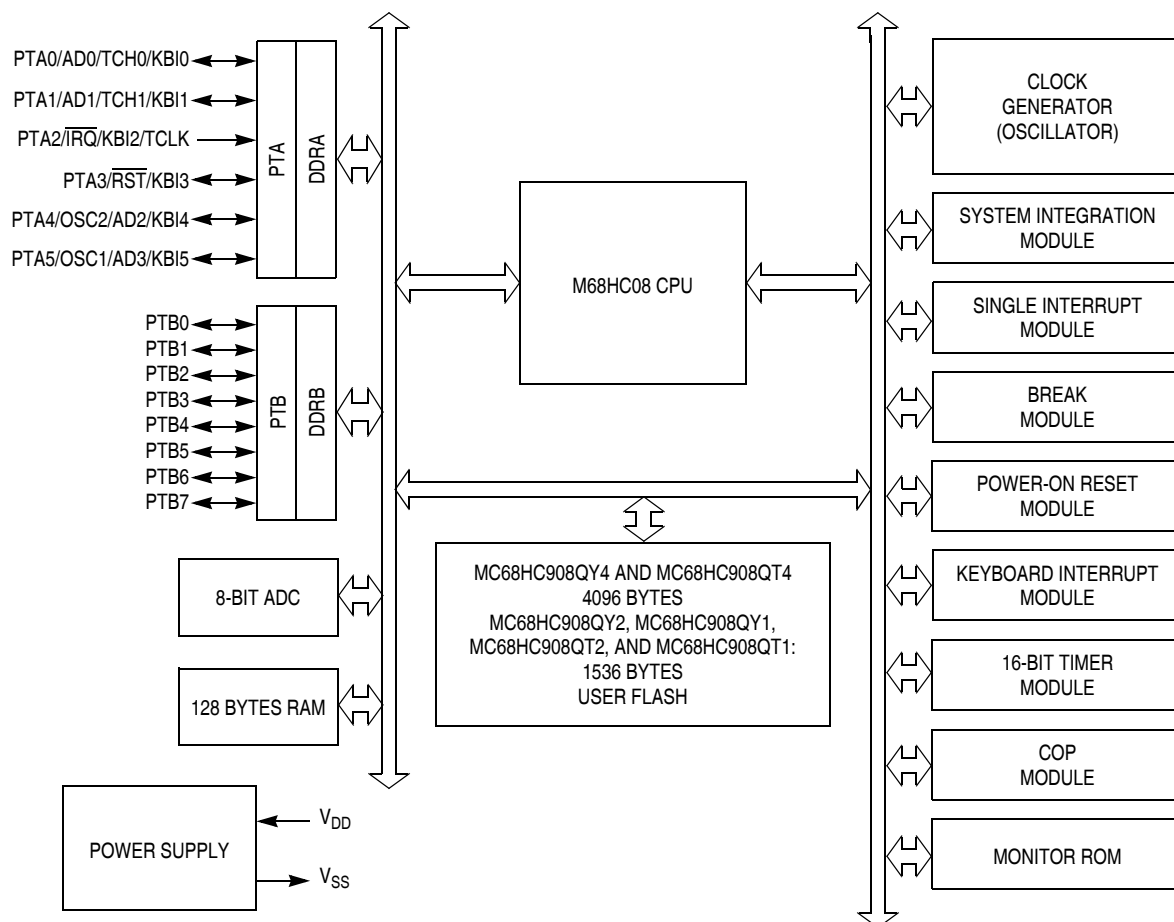 PTA0/AD0/TCH0/KBI0
PTA1/AD1/TCH1/KBI1
PTA2/IRQ/KBI2/TCLK
PTA3/RST/KBI3
PTA4/OSC2/AD2/KBI4
PTA5/OSC1/AD3/KBI5
PTA
DDRA
PTB0
PTB1
PTB2
PTB3
PTB4
PTB5
PTB6
PTB7
PTB
DDRB
8-BIT ADC
128 BYTES RAM
POWER SUPPLY
VDD
VSS
M68HC08 CPU
MC68HC908QY4 AND MC68HC908QT4
4096 BYTES
MC68HC908QY2, MC68HC908QY1,
MC68HC908QT2, AND MC68HC908QT1:
1536 BYTES
USER FLASH
CLOCK
GENERATOR
(OSCILLATOR)
SYSTEM INTEGRATION
MODULE
SINGLE INTERRUPT
MODULE
BREAK
MODULE
POWER-ON RESET
MODULE
KEYBOARD INTERRUPT
MODULE
16-BIT TIMER
MODULE
COP
MODULE
MONITOR ROM